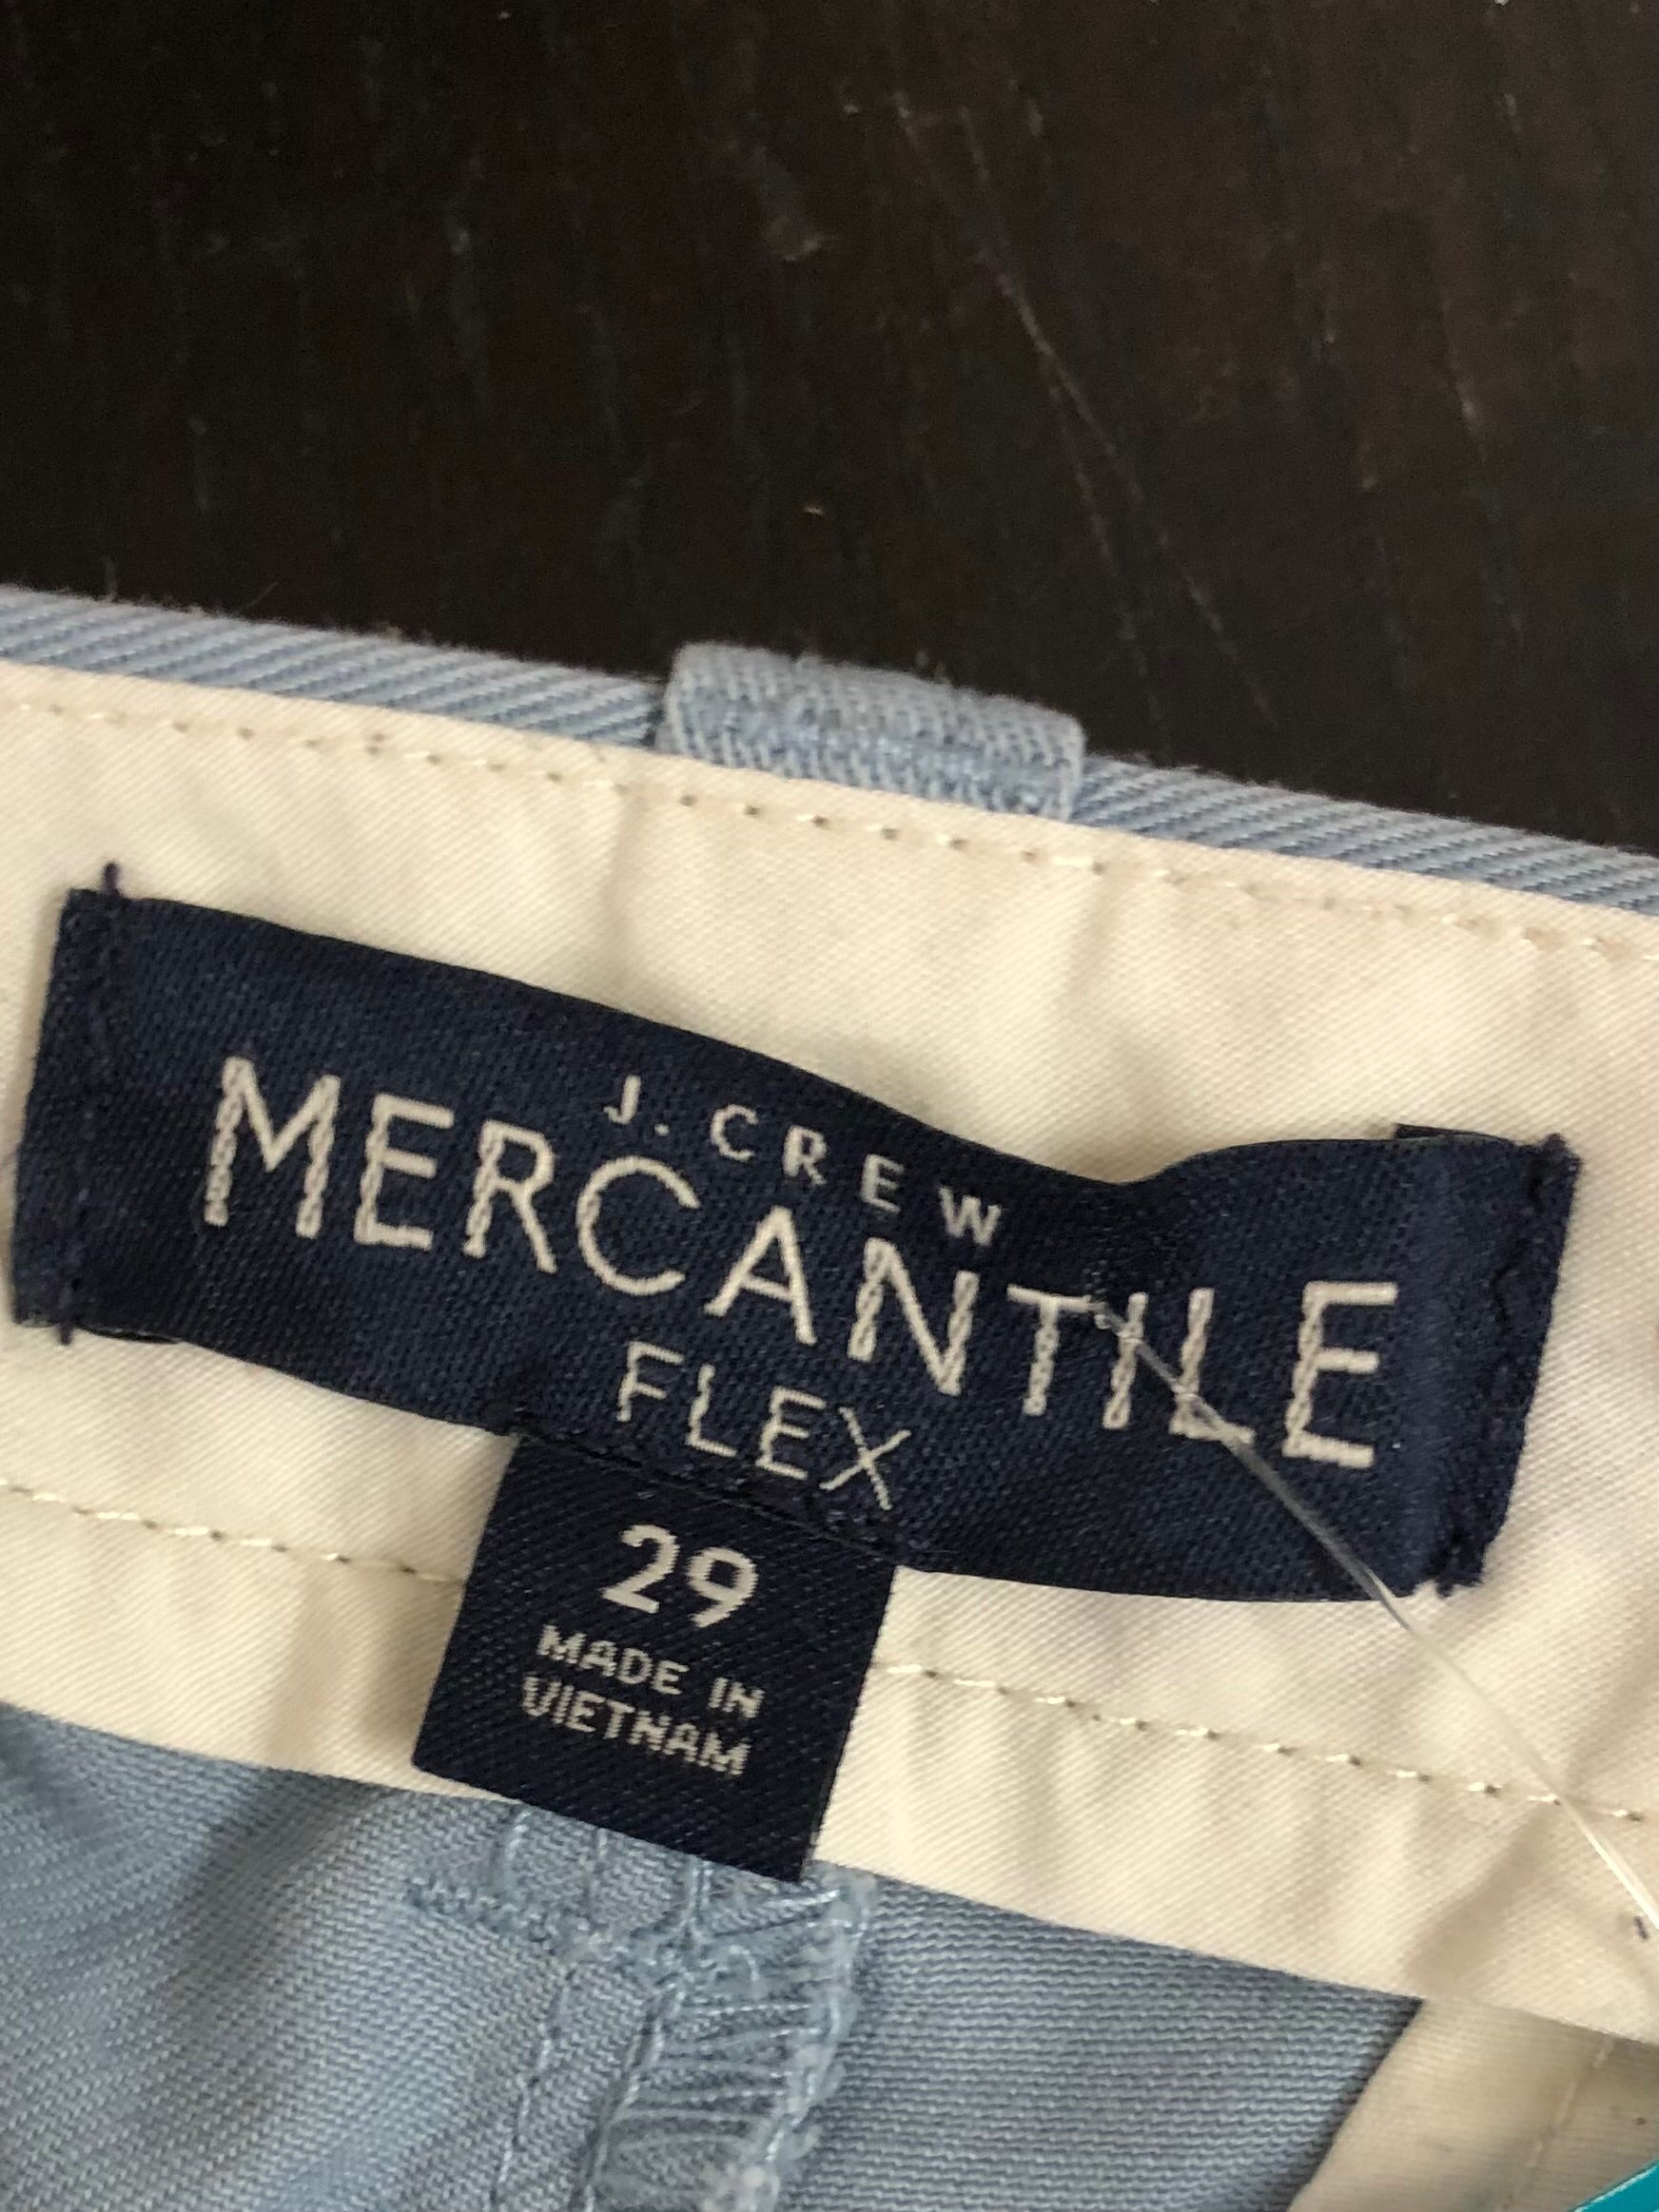 J. CREW
MERCANTILE
FLEX
29
MADE IN
VIETNAM